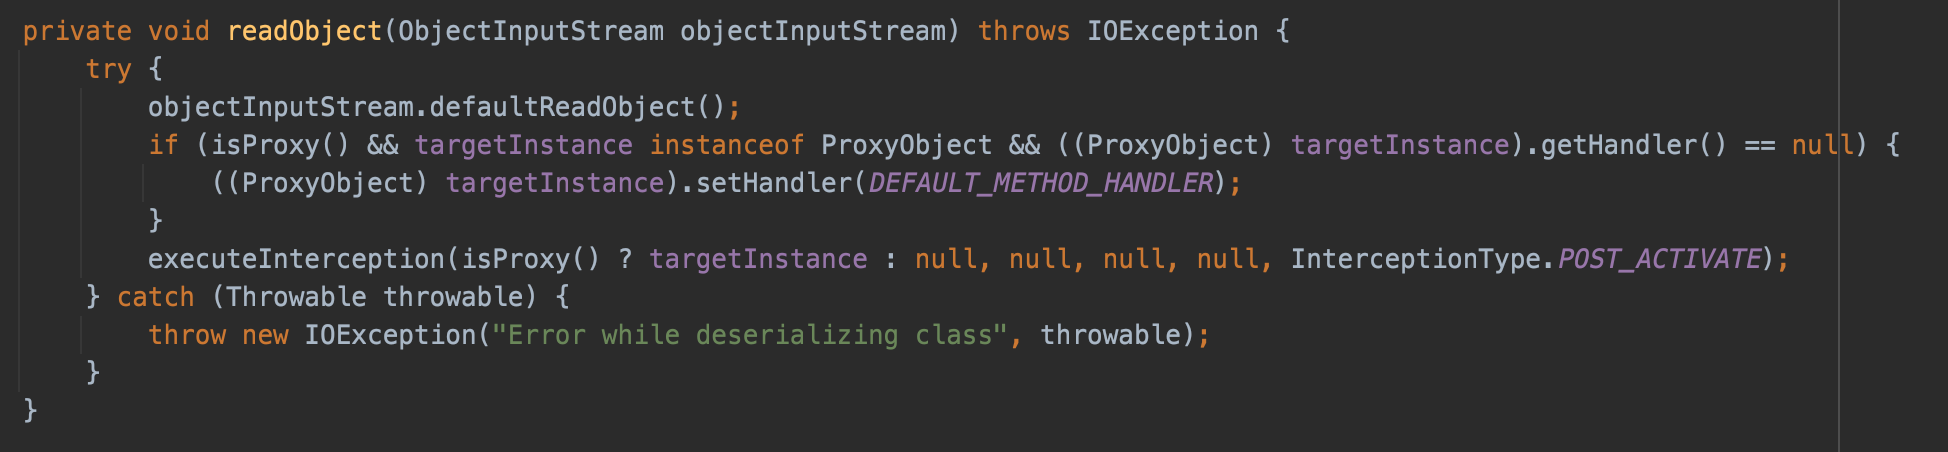 private void readObject(ObjectInputStream objectInputStream) throws IOException {
    try {
        objectInputStream.defaultReadObject();
        if (isProxy() && targetInstance instanceof ProxyObject && ((ProxyObject) targetInstance).getHandler() == null) {
            ((ProxyObject) targetInstance).setHandler(DEFAULT_METHOD_HANDLER);
        }
        executeInterception(isProxy() ? targetInstance : null, null, null, null, InterceptionType.POST_ACTIVATE);
    } catch (Throwable throwable) {
        throw new IOException("Error while deserializing class", throwable);
    }
}